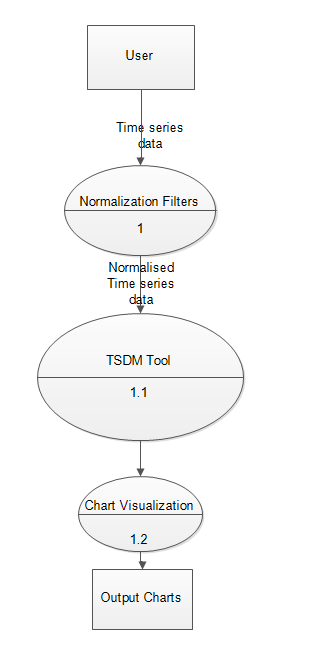 User
Time series
data
Normalization Filters
1
Normalised
Time series
data
TSDM Tool
1.1
Chart Visualization
1.2
Output Charts